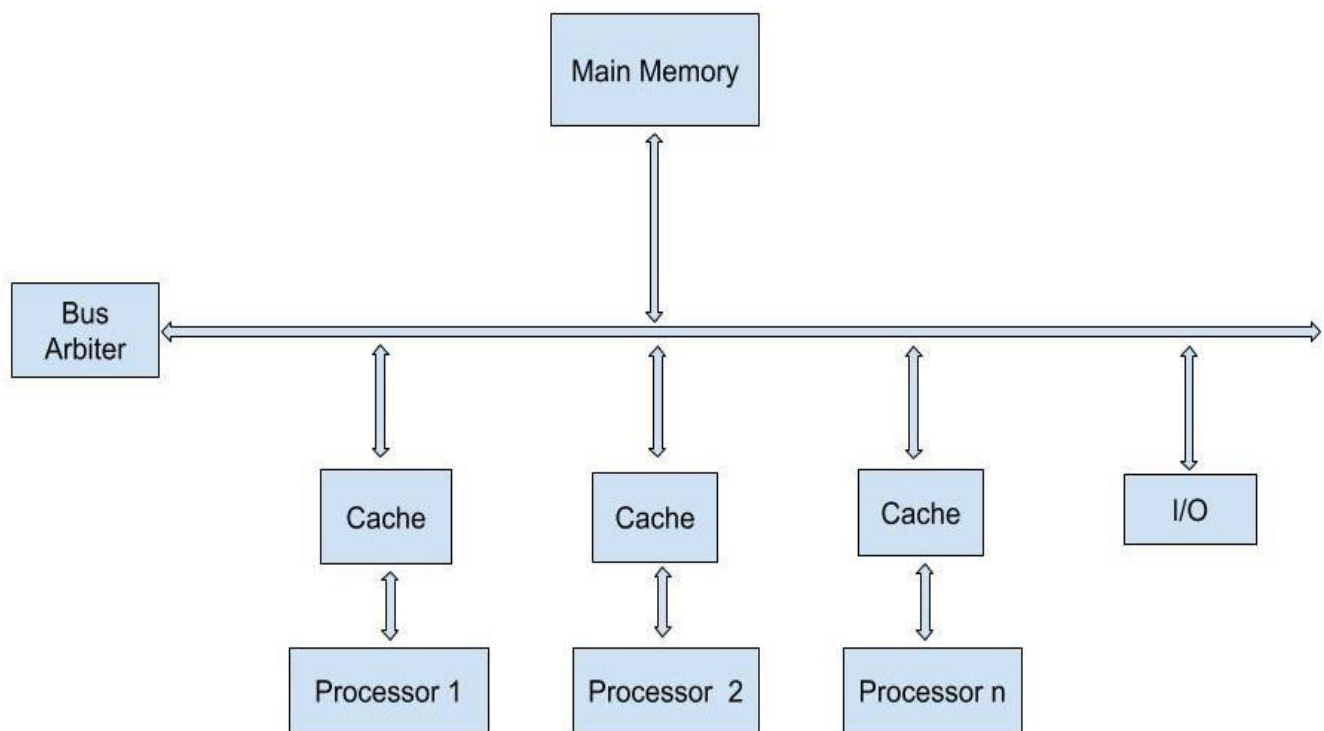 Main Memory
Bus
Arbiter
Cache
Cache
Cache
I/O
Processor 1
Processor 2
Processor n